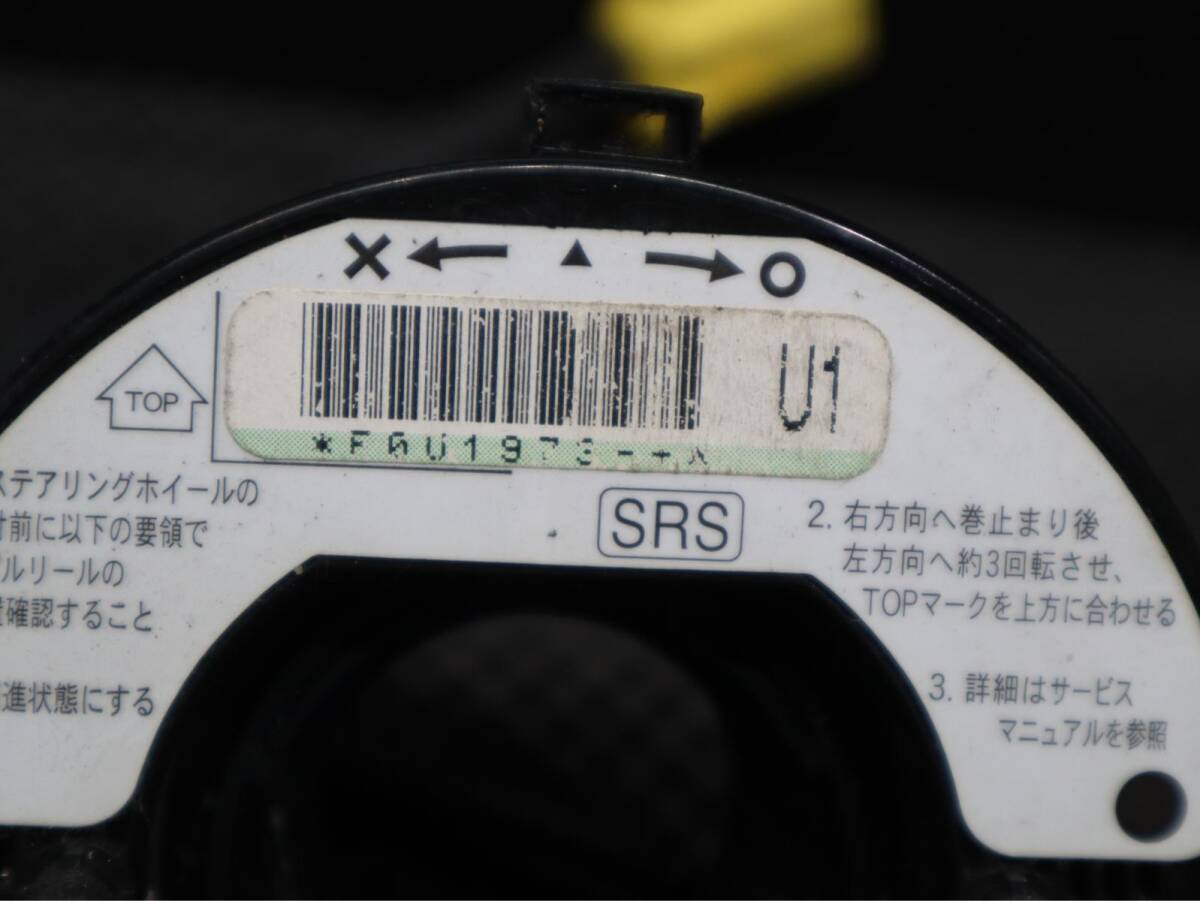 TOP
U1
*F0U1973-+A
ステアリングホイールの
前に以下の要領で
ルリールの
確認すること
進状態にする
SRS
2. 右方向へ巻止まり後
左方向へ約3回転させ、
TOPマークを上方に合わせる
3. 詳細はサービス
マニュアルを参照